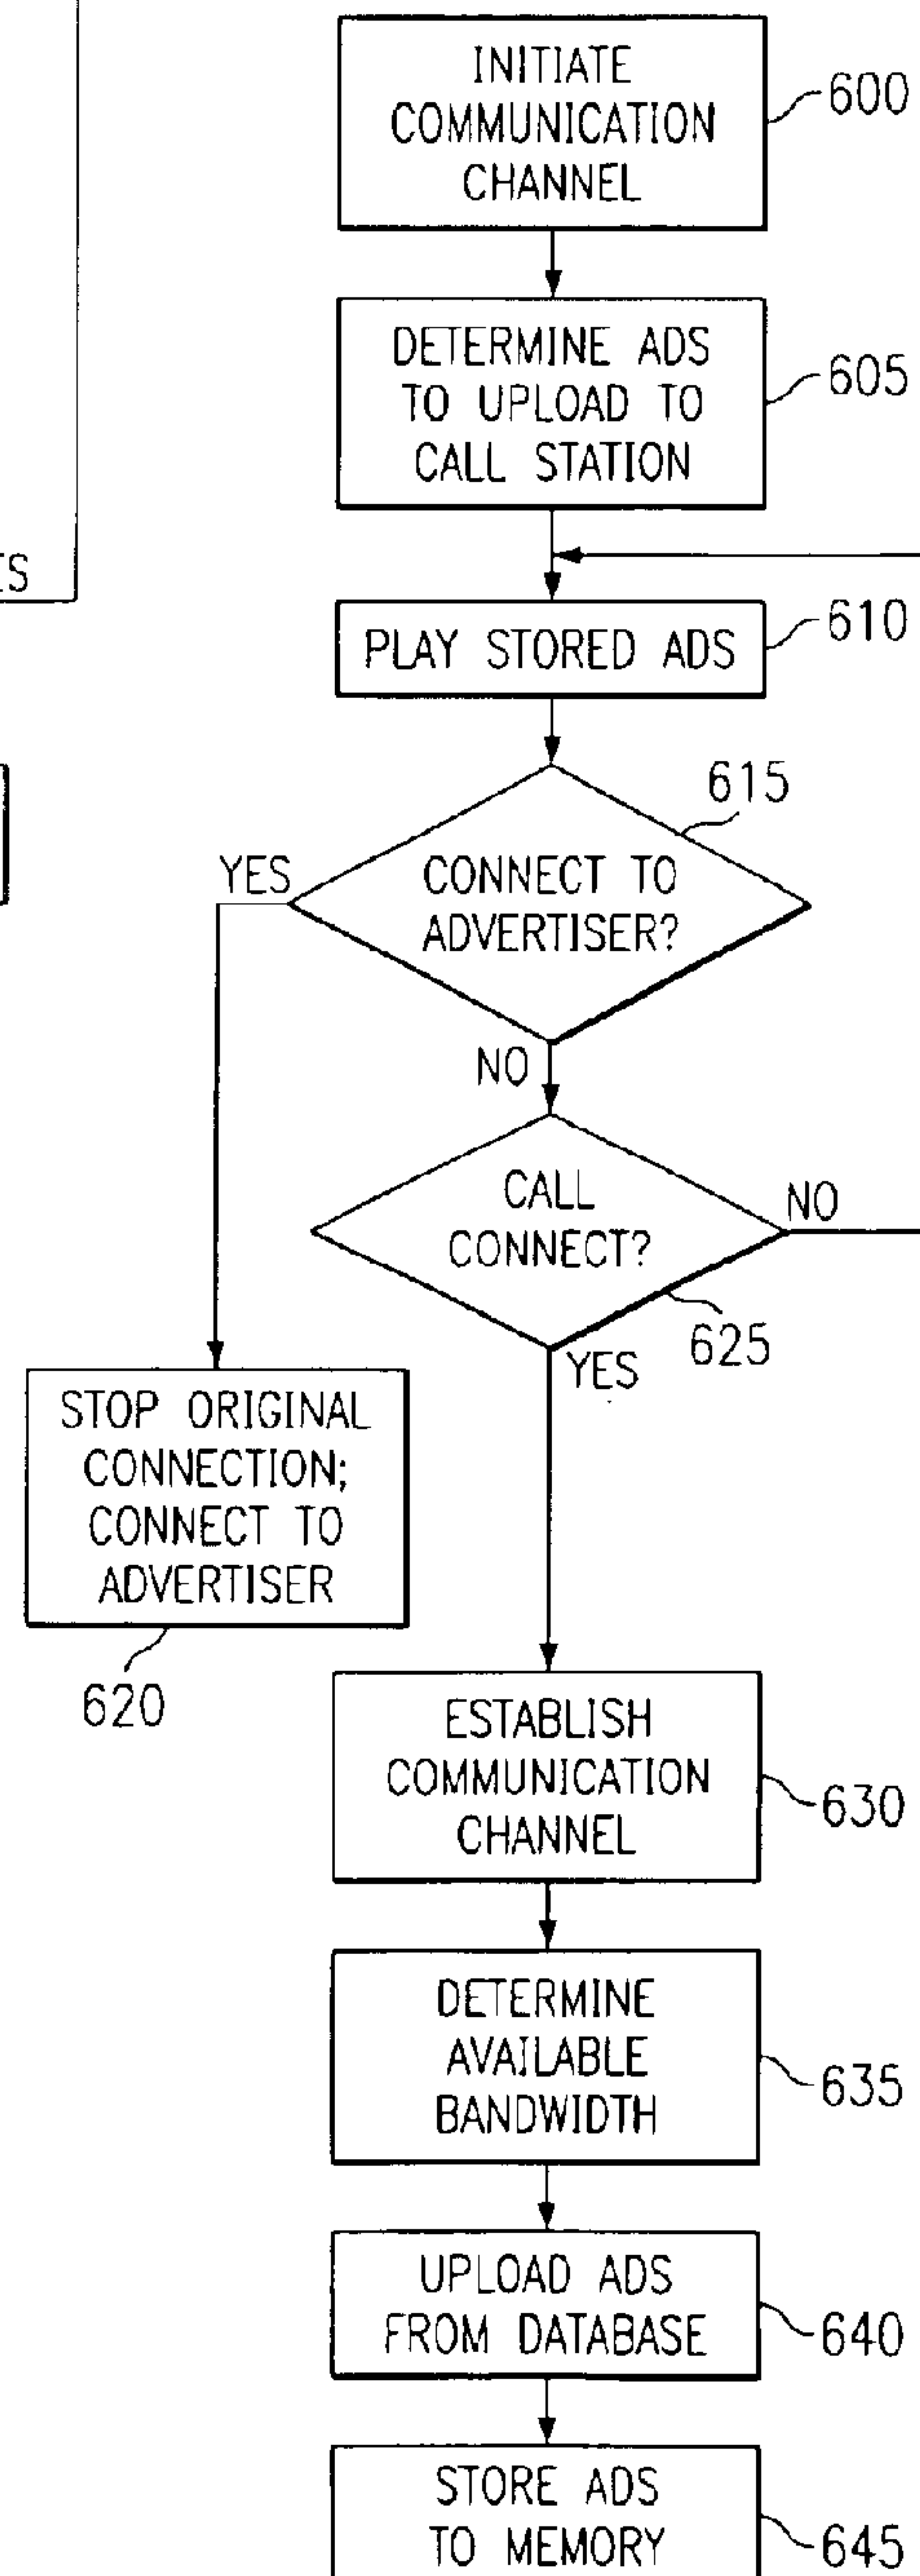 INITIATE
COMMUNICATION
CHANNEL
600
DETERMINE ADS
TO UPLOAD TO
CALL STATION
605
PLAY STORED ADS
610
615
CONNECT TO
ADVERTISER?
YES
NO
CALL
CONNECT?
NO
625
YES
STOP ORIGINAL
CONNECTION;
CONNECT TO
ADVERTISER
620
ESTABLISH
COMMUNICATION
CHANNEL
630
DETERMINE
AVAILABLE
BANDWIDTH
635
UPLOAD ADS
FROM DATABASE
640
STORE ADS
TO MEMORY
645